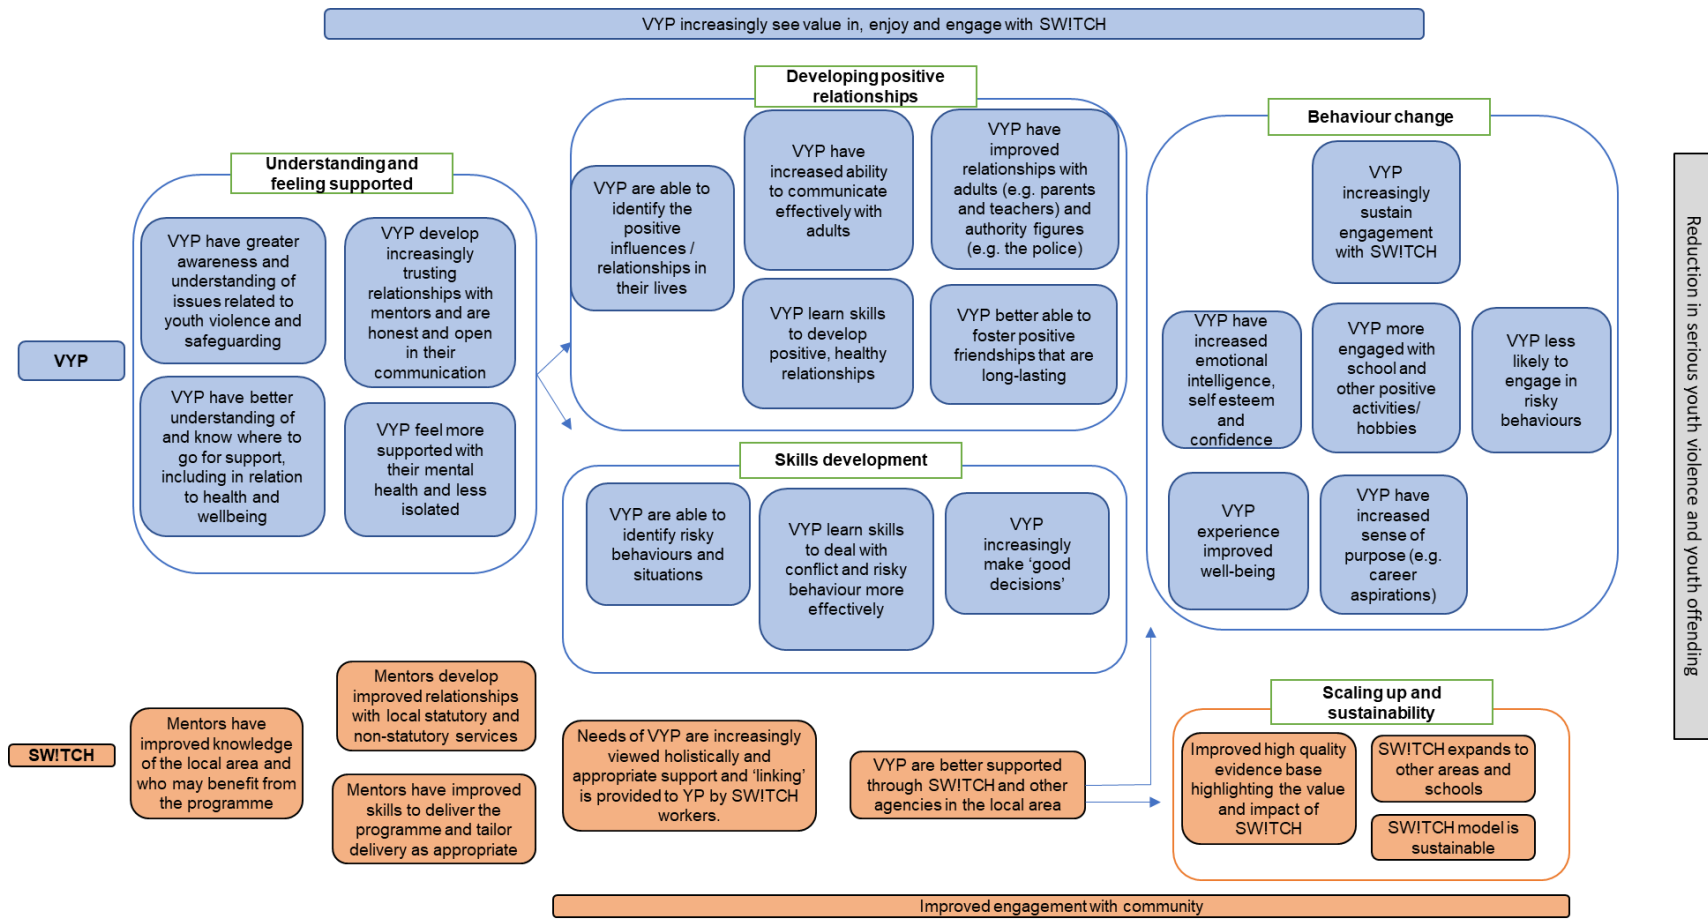 VYP increasingly see value in, enjoy and engage with SW!TCH
Developing positive
relationships
Behaviour change
Understanding and
feeling supported
VYP
VYP have greater
awareness and
understanding of
issues related to
youth violence and
safeguarding
VYP develop
increasingly
trusting
relationships with
mentors and are
honest and open
in their
communication
VYP have better
understanding of
and know where to
go for support,
including in relation
to health and
wellbeing
VYP feel more
supported with
their mental
health and less
isolated
VYP are able to
identify the
positive
influences /
relationships in
their lives
VYP have
increased ability
to communicate
effectively with
adults
VYP have
improved
relationships with
adults (e.g. parents
and teachers) and
authority figures
(e.g. the police)
VYP learn skills
to develop
positive, healthy
relationships
VYP better able to
foster positive
friendships that are
long-lasting
Skills development
VYP are able to
identify risky
behaviours and
situations
VYP learn skills
to deal with
conflict and risky
behaviour more
effectively
VYP
increasingly
make ‘good
decisions’
VYP
increasingly
sustain
engagement
with SW!TCH
VYP have
increased
emotional
intelligence,
self esteem
and
confidence
VYP more
engaged with
school and
other positive
activities/
hobbies
VYP less
likely to
engage in
risky
behaviours
VYP
experience
improved
well-being
VYP have
increased
sense of
purpose (e.g.
career
aspirations)
Reduction in serious youth violence and youth offending
SW!TCH
Mentors have
improved knowledge
of the local area and
who may benefit from
the programme
Mentors develop
improved relationships
with local statutory and
non-statutory services
Mentors have improved
skills to deliver the
programme and tailor
delivery as appropriate
Needs of VYP are increasingly
viewed holistically and
appropriate support and ‘linking’
is provided to YP by SW!TCH
workers.
VYP are better supported
through SW!TCH and other
agencies in the local area
Scaling up and
sustainability
Improved high quality
evidence base
highlighting the value
and impact of
SW!TCH
SW!TCH expands to
other areas and
schools
SW!TCH model is
sustainable
Improved engagement with community